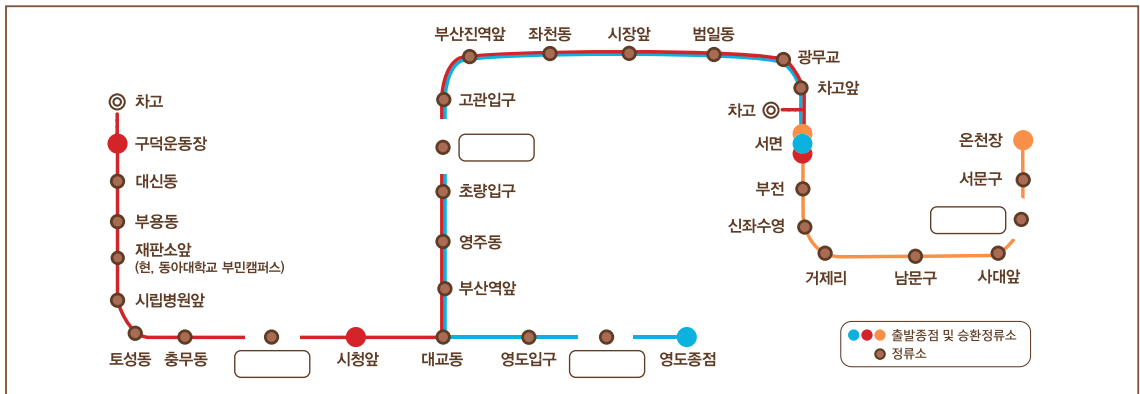 부산진역앞
좌천동
시장앞
범일동
광무교
차고앞
차고
고관입구
차고
구덕운동장
서면
온천장
대신동
초량입구
부전
서문구
부용동
신좌수영
영주동
재판소앞
(현, 동아대학교 부민캠퍼스)
거제리
남문구
사대앞
시립병원앞
부산역앞
토성동
충무동
시청앞
대교동
영도입구
영도종점
출발종점 및 승환정류소
정류소